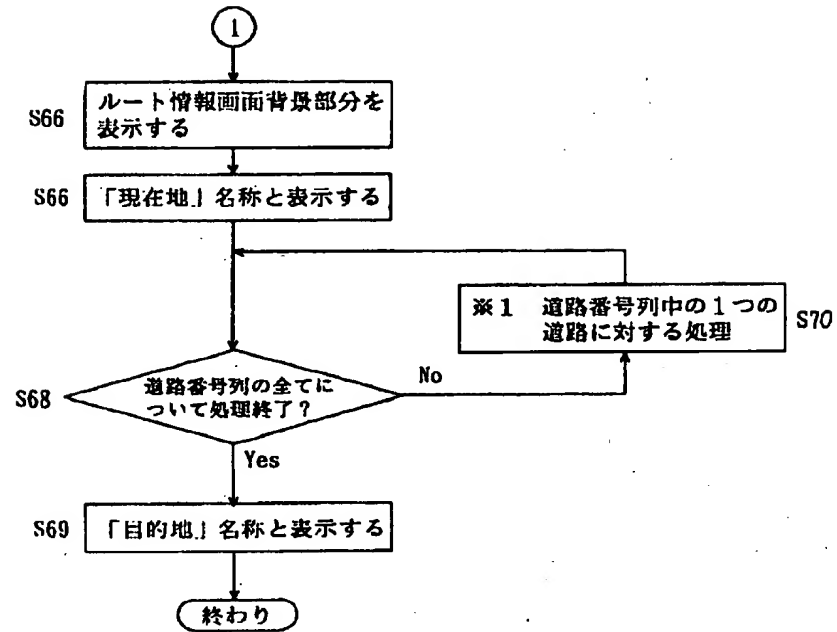 1
S66
ルート情報画面背景部分を
表示する
S66
「現在地」名称と表示する
※1 道路番号列中の1つの
道路に対する処理
S70
S68
道路番号列の全てに
ついて処理終了?
No
Yes
S69
「目的地」名称と表示する
終わり